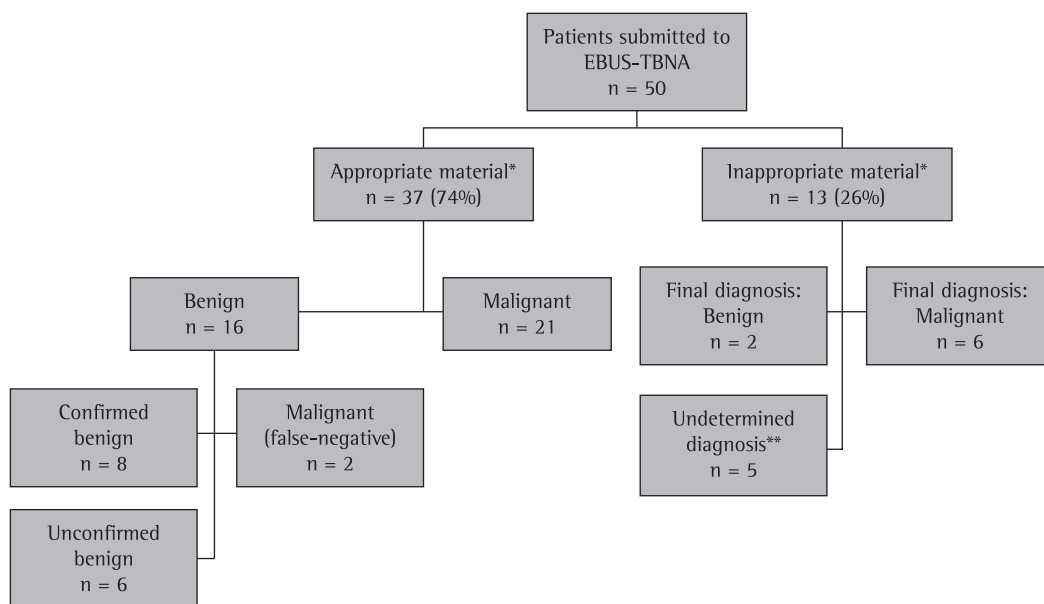 Patients submitted to
EBUS-TBNA
n = 50
Appropriate material*
n = 37 (74%)
Inappropriate material*
n = 13 (26%)
Benign
n = 16
Malignant
n = 21
Final diagnosis:
Benign
n = 2
Final diagnosis:
Malignant
n = 6
Confirmed
benign
n = 8
Malignant
(false-negative)
n = 2
Undetermined
diagnosis**
n = 5
Unconfirmed
benign
n = 6